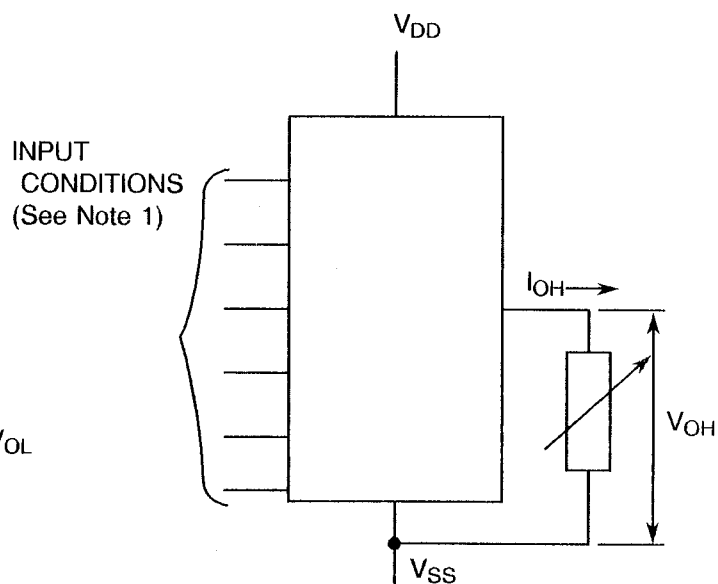 VDD
INPUT
CONDITIONS
(See Note 1)
IOH
VOH
VOL
VSS